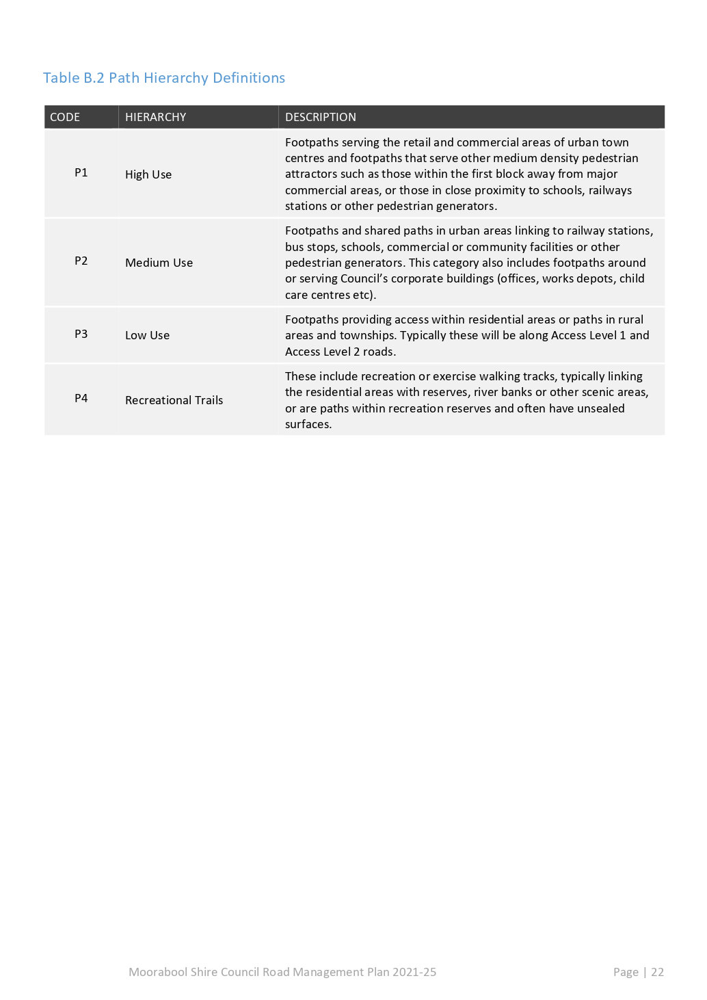 Table B.2 Path Hierarchy Definitions
CODE HIERARCHY DESCRIPTION
P1 High Use
Footpaths serving the retail and commercial areas of urban town
centres and footpaths that serve other medium density pedestrian
attractors such as those within the first block away from major
commercial areas, or those in close proximity to schools, railways
stations or other pedestrian generators.
P2 Medium Use
Footpaths and shared paths in urban areas linking to railway stations,
bus stops, schools, commercial or community facilities or other
pedestrian generators. This category also includes footpaths around
or serving Council’s corporate buildings (offices, works depots, child
care centres etc).
P3 Low Use
Footpaths providing access within residential areas or paths in rural
areas and townships. Typically these will be along Access Level 1 and
Access Level 2 roads.
P4 Recreational Trails
These include recreation or exercise walking tracks, typically linking
the residential areas with reserves, river banks or other scenic areas,
or are paths within recreation reserves and often have unsealed
surfaces.
Moorabool Shire Council Road Management Plan 2021-25 Page | 22